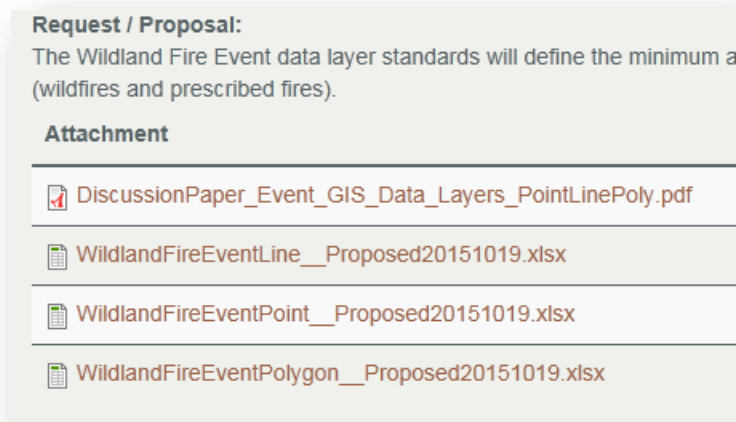 Request / Proposal:
The Wildland Fire Event data layer standards will define the minimum a
(wildfires and prescribed fires).
Attachment
DiscussionPaper_Event_GIS_Data_Layers_PointLinePoly.pdf
WildlandFireEventLine__Proposed20151019.xlsx
WildlandFireEventPoint__Proposed20151019.xlsx
WildlandFireEventPolygon__Proposed20151019.xlsx